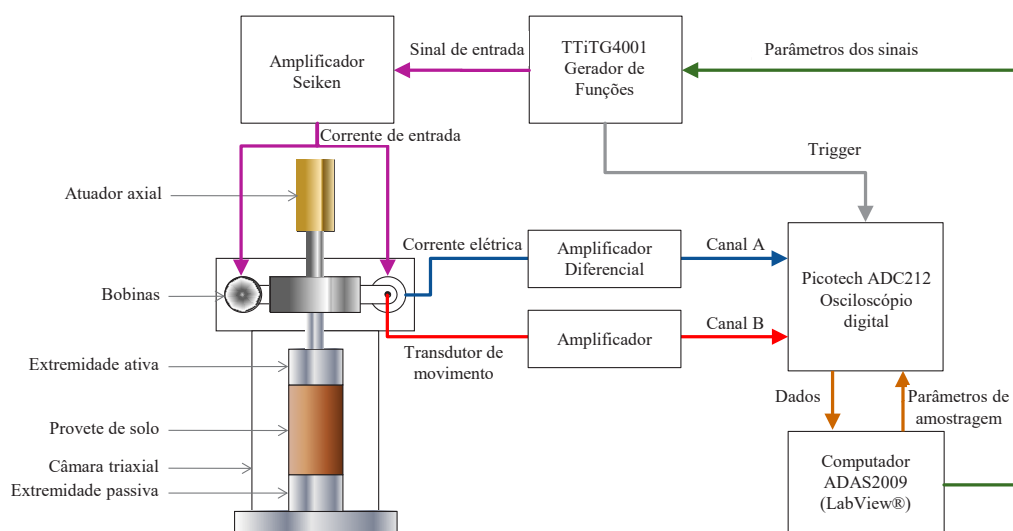 Amplificador
Seiken
Sinal de entrada
TTiTG4001
Gerador de
Funções
Parâmetros dos sinais
Corrente de entrada
Trigger
Atuador axial
Corrente elétrica
Amplificador
Diferencial
Canal A
Picotech ADC212
Osciloscópio
digital
Bobinas
Transdutor de
movimento
Amplificador
Canal B
Extremidade ativa
Dados
Parâmetros de
amostragem
Provete de solo
Câmara triaxial
Extremidade passiva
Computador
ADAS2009
(LabView®)